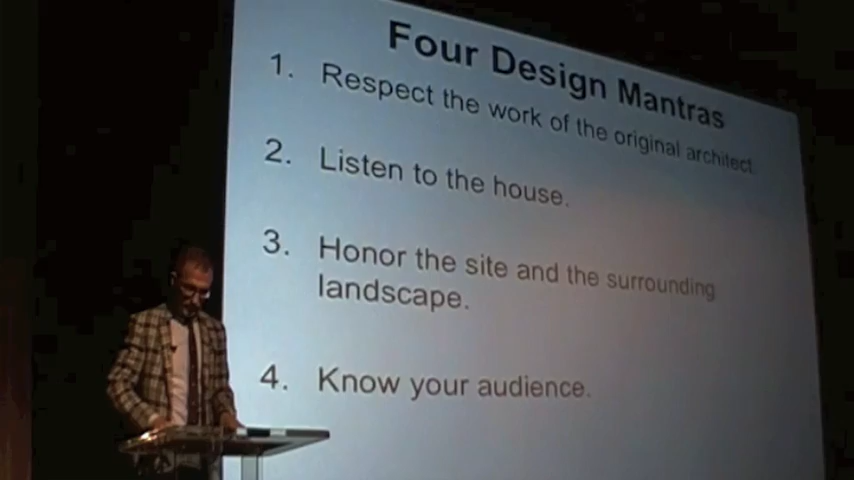 Four Design Mantras
1. Respect the work of the original architect.
2. Listen to the house.
3. Honor the site and the surrounding
landscape.
4. Know your audience.